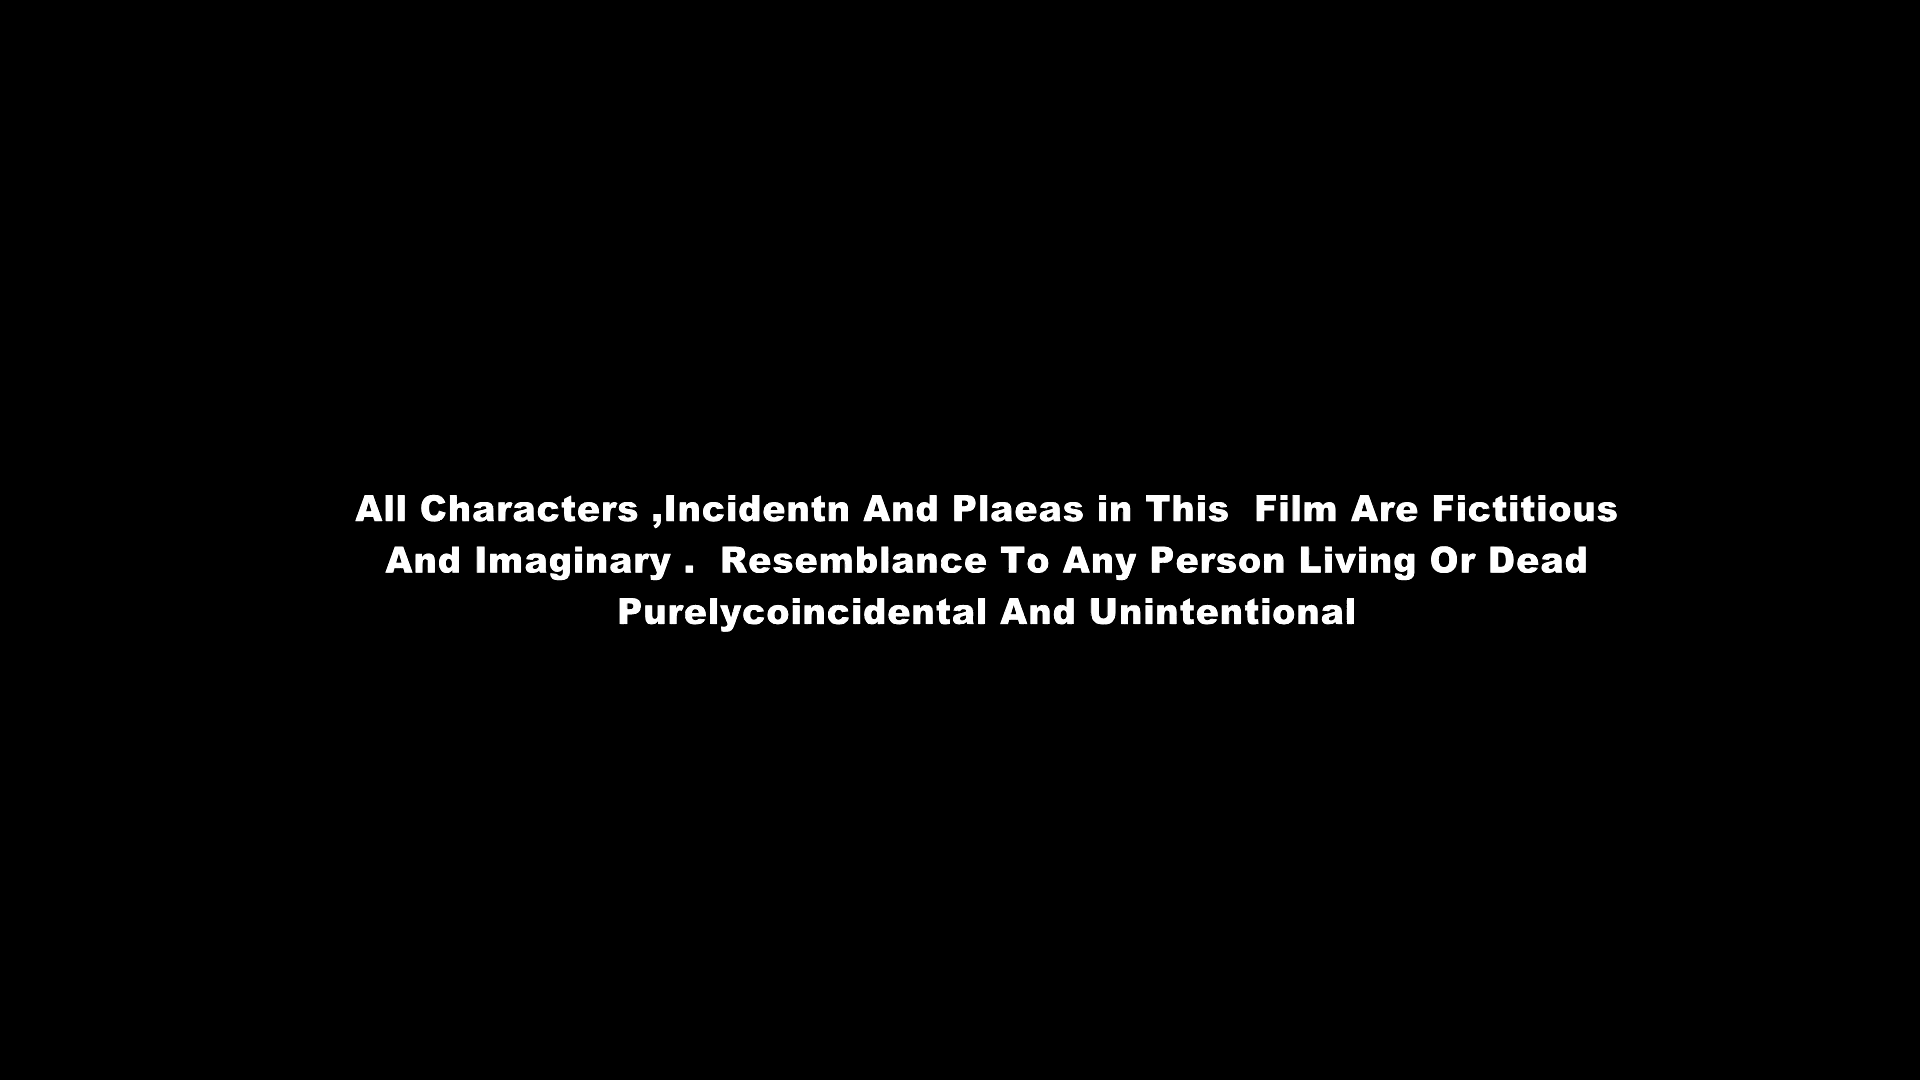 All Characters ,Incidentn And Plaeas in This  Film Are Fictitious
And Imaginary .  Resemblance To Any Person Living Or Dead
Purelycoincidental And Unintentional